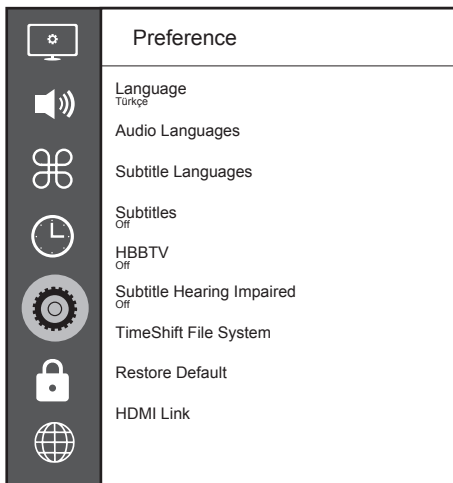 Preference
Language
Türkçe
Audio Languages
Subtitle Languages
Subtitles
Off
HBBTV
Off
Subtitle Hearing Impaired
Off
TimeShift File System
Restore Default
HDMI Link